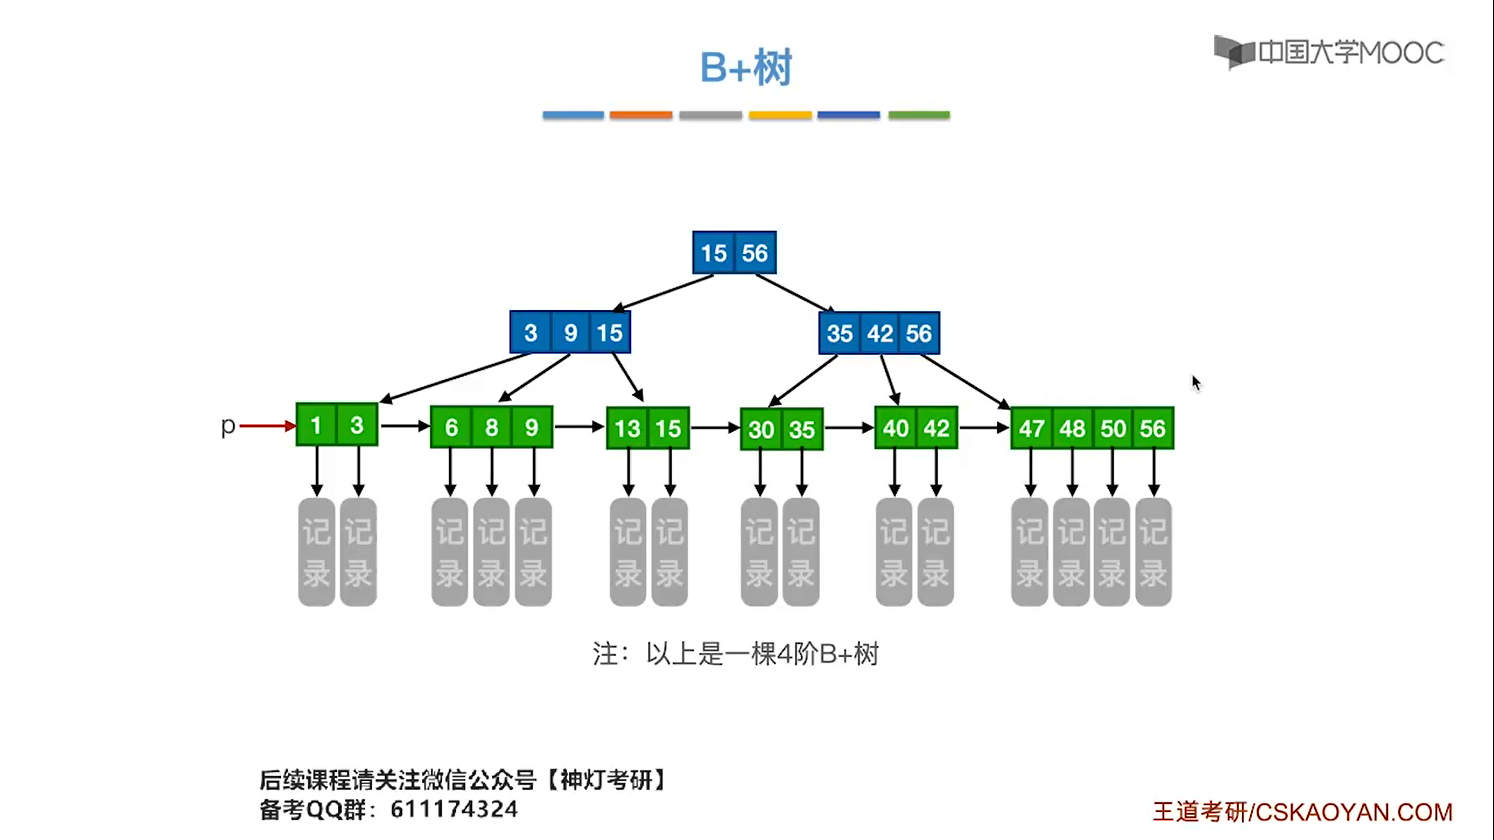 B+树
中国大学MOOC
15 56
3 9 15
35 42 56
p
1 3
6 8 9
13 15
30 35
40 42
47 48 50 56
记录 记录 记录 记录 记录 记录 记录 记录 记录 记录 记录 记录 记录 记录 记录
注：以上是一棵4阶B+树
后续课程请关注微信公众号【神灯考研】
备考QQ群：611174324
王道考研/CSKAOYAN.COM